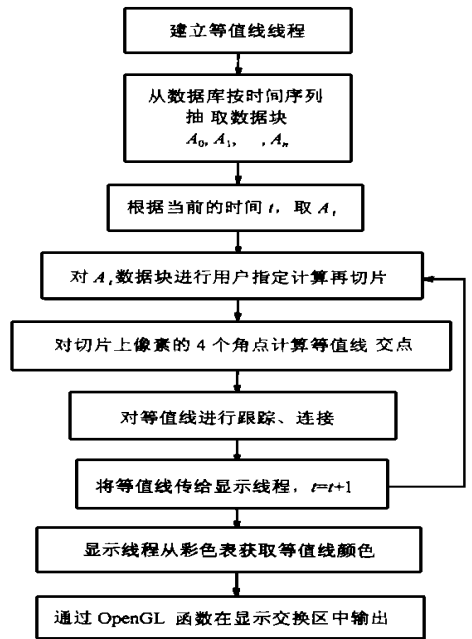 建立等值线线程
从数据库按时间序列
抽 取数据块
A0, A1, , An
根据当前的时间 t, 取 At
对 At 数据块进行用户指定计算再切片
对切片上像素的 4 个角点计算等值线 交点
对等值线进行跟踪、连接
将等值线传给显示线程, t=t+1
显示线程从彩色表获取等值线颜色
通过 OpenGL 函数在显示交换区中输出